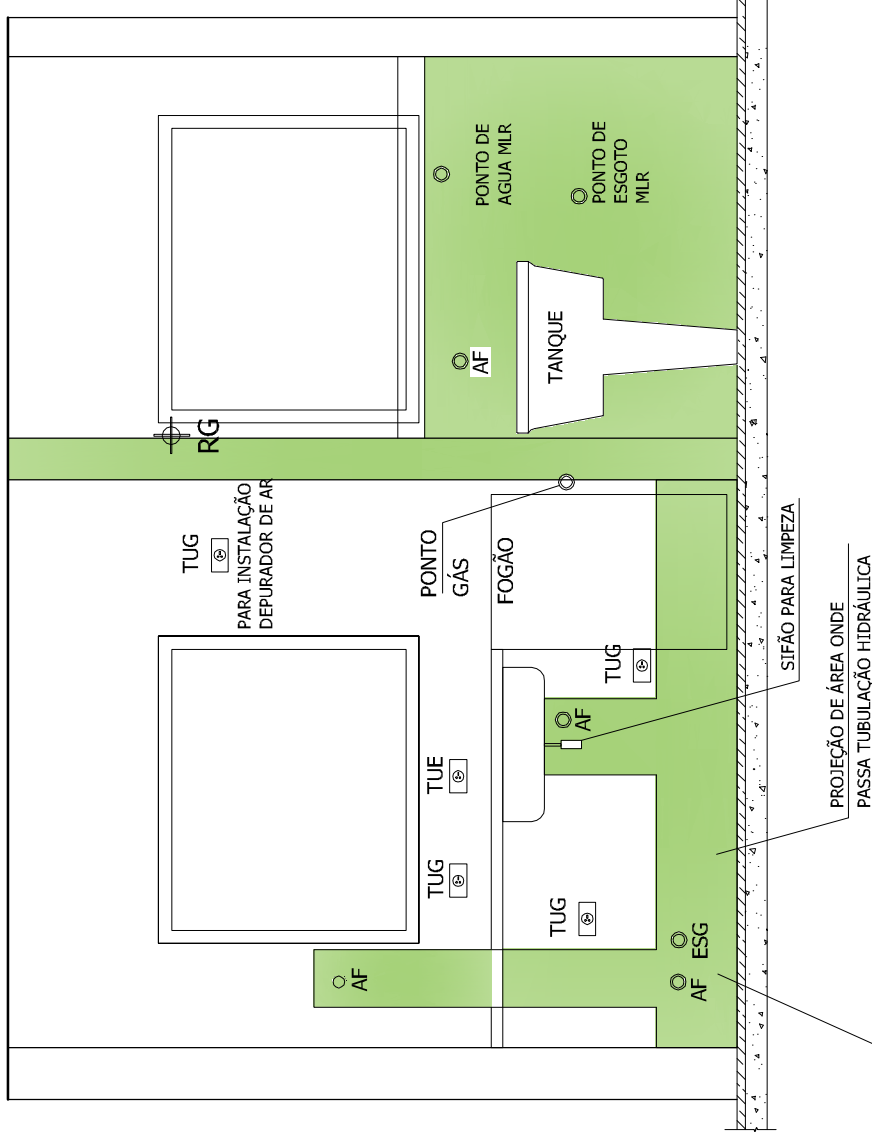 TUG
PARA INSTALAÇÃO
DEPURADOR DE AR
RG
AF
TUG
TUE
PONTO
GÁS
FOGÃO
AF
PONTO DE
AGUA MLR
PONTO DE
ESGOTO
MLR
TANQUE
TUG
TUG
AF
AF
ESG
SIFÃO PARA LIMPEZA
PROJEÇÃO DE ÁREA ONDE
PASSA TUBULAÇÃO HIDRÁULICA